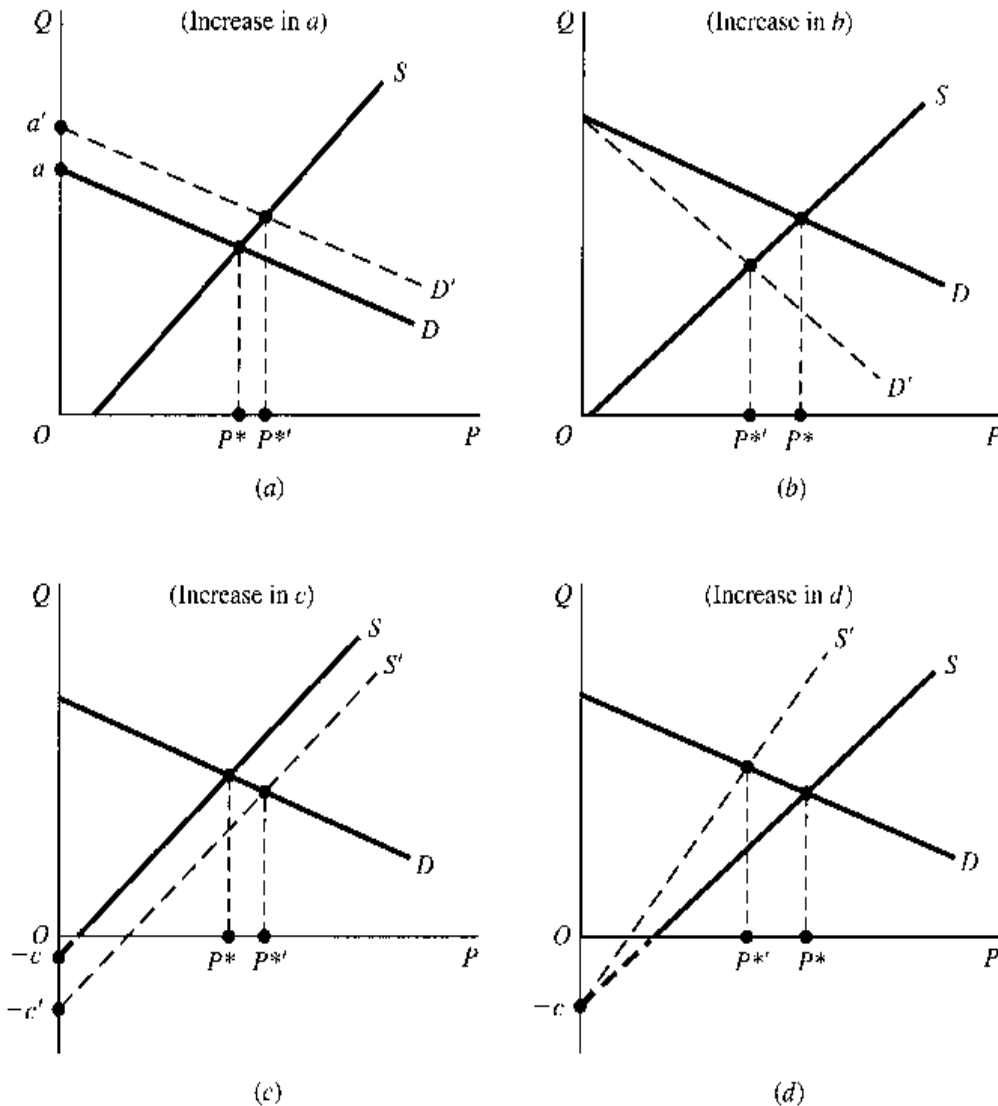 Q (Increase in a)
S
a'
a
D'
D
O P* P*' P
(a)
Q (Increase in b)
S
D
D'
O P*' P* P
(b)
Q (Increase in c)
S
S'
D
O
-c
P* P*' P
-c'
(c)
Q (Increase in d)
S'
S
D
O
P*' P* P
-c
(d)